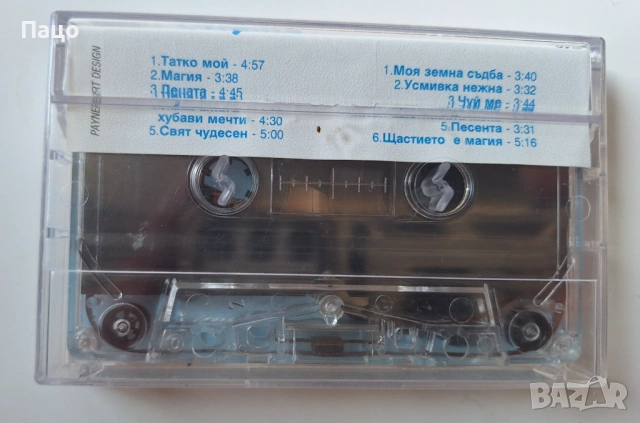 Пацо
PAYNER ART DESIGN
1.Татко мой - 4:57
2.Магия - 3:38
3.Пената - 4:45
хубави мечти - 4:30
5.Свят чудесен - 5:00
1.Моя земна съдба - 3:40
2.Усмивка нежна - 3:32
3.Чуй ме - 3:44
5.Песента - 3:31
6.Щастието е магия - 5:16
BAZAR